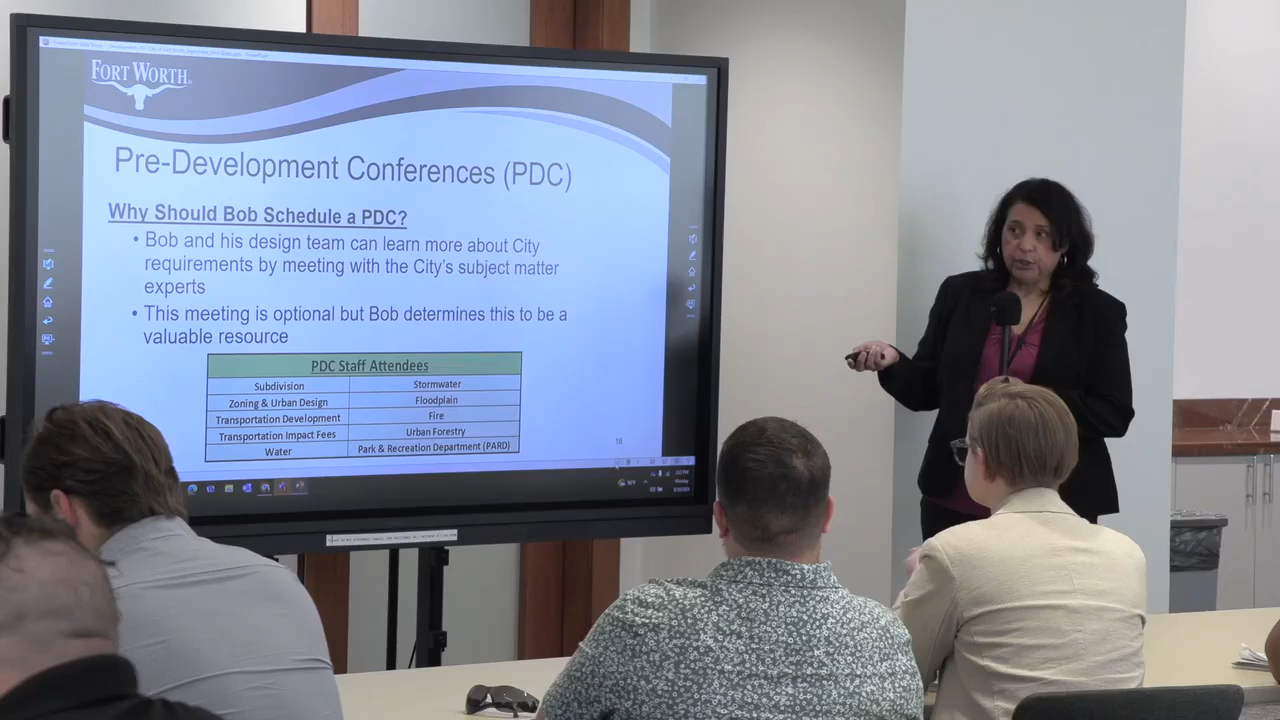 FORT WORTH
Pre-Development Conferences (PDC)
Why Should Bob Schedule a PDC?
• Bob and his design team can learn more about City
requirements by meeting with the City's subject matter
experts
• This meeting is optional but Bob determines this to be a
valuable resource
PDC Staff Attendees
Subdivision Stormwater
Zoning & Urban Design Floodplain
Transportation Development Fire
Transportation Impact Fees Urban Forestry
Water Park & Recreation Department (PARD)
18